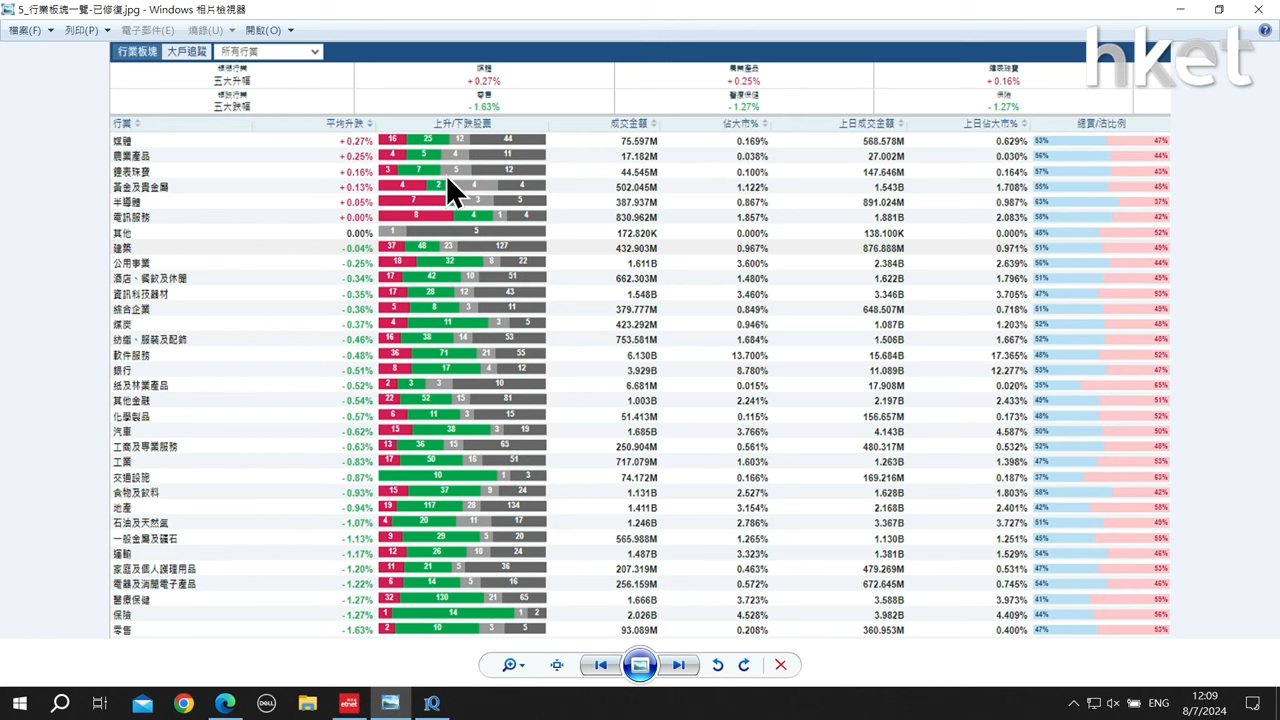 5_行業板塊一覽-已修復.jpg - Windows 相片檢視器
檔案(F) 列印(P) 電子郵件(E) 燒錄(U) 開啟(O)
hket
行業板塊 大戶追蹤 所有行業
領漲行業 媒體 農業產品 鐘表珠寶
五大升幅 +0.27% +0.25% +0.16%
領跌行業 零售 醫療保健 保險
五大跌幅 -1.63% -1.27% -1.27%
行業 平均升跌 上升/下跌股票 成交金額 佔大市% 上日成交金額 上日佔大市% 總買/沽比例
媒體 +0.27% 16 25 12 44 75.597M 0.169% 568.578M 0.629% 53% 47%
農業產品 +0.25% 4 5 4 11 17.182M 0.038% 27.002M 0.030% 56% 44%
鐘表珠寶 +0.16% 3 7 5 12 44.545M 0.100% 147.646M 0.164% 57% 43%
黃金及貴金屬 +0.13% 4 2 4 4 502.045M 1.122% 1.543B 1.708% 55% 45%
半導體 +0.05% 7 3 5 387.937M 0.867% 891.024M 0.987% 63% 37%
電訊服務 +0.00% 8 4 1 4 830.962M 1.857% 1.881B 2.083% 58% 42%
其他 0.00% 1 5 172.820K 0.000% 138.100K 0.000% 48% 52%
建築 -0.04% 37 48 23 127 432.903M 0.967% 876.888M 0.971% 51% 49%
公用事業 -0.25% 18 32 8 22 1.611B 3.600% 2.384B 2.639% 56% 44%
酒店、餐飲及休閒 -0.34% 17 42 10 51 662.303M 1.480% 1.622B 1.796% 51% 49%
資訊科技器材 -0.35% 17 28 12 43 1.548B 3.460% 3.346B 3.705% 47% 53%
綜合企業 -0.36% 5 8 3 11 379.777M 0.849% 648.507M 0.718% 51% 49%
煤炭 -0.37% 4 11 3 5 423.292M 0.946% 1.087B 1.203% 52% 48%
紡織、服裝及配飾 -0.46% 16 38 14 53 753.581M 1.684% 1.506B 1.667% 52% 48%
軟件服務 -0.48% 36 71 21 55 6.130B 13.700% 15.684B 17.365% 48% 52%
銀行 -0.51% 8 17 4 12 3.929B 8.780% 11.089B 12.277% 53% 47%
紙及林業產品 -0.52% 2 3 3 10 6.681M 0.015% 17.908M 0.020% 35% 65%
其他金融 -0.54% 22 52 15 81 1.003B 2.241% 2.197B 2.433% 49% 51%
化學製品 -0.57% 6 11 3 15 51.413M 0.115% 156.657M 0.173% 48% 52%
汽車 -0.62% 15 38 3 19 1.685B 3.766% 4.143B 4.587% 50% 50%
工商及專業服務 -0.63% 13 36 15 65 250.904M 0.561% 480.317M 0.532% 52% 48%
工業 -0.83% 17 50 16 51 717.079M 1.603% 1.263B 1.398% 47% 53%
交通設施 -0.87% 10 1 3 74.172M 0.166% 169.216M 0.187% 37% 63%
食物及飲料 -0.93% 15 37 9 24 1.131B 2.527% 1.628B 1.803% 58% 42%
地產 -0.94% 19 117 28 134 1.411B 3.154% 2.168B 2.401% 42% 58%
石油及天然氣 -1.07% 4 20 11 17 1.246B 2.786% 3.367B 3.727% 51% 49%
一般金屬及礦石 -1.13% 9 29 5 20 565.988M 1.265% 1.130B 1.251% 45% 55%
運輸 -1.17% 12 26 10 24 1.487B 3.323% 1.381B 1.529% 54% 46%
家庭及個人護理用品 -1.20% 11 21 5 36 207.319M 0.463% 479.269M 0.531% 47% 53%
電器及消閒電子產品 -1.22% 6 14 5 16 256.159M 0.572% 672.645M 0.745% 54% 46%
醫療保健 -1.27% 32 130 21 65 1.666B 3.723% 3.588B 3.973% 41% 59%
保險 -1.27% 1 14 1 2 2.026B 4.528% 3.982B 4.409% 44% 56%
零售 -1.63% 2 10 3 5 93.089M 0.208% 360.953M 0.400% 47% 53%
DELL etnet IQ ENG 12:09
8/7/2024